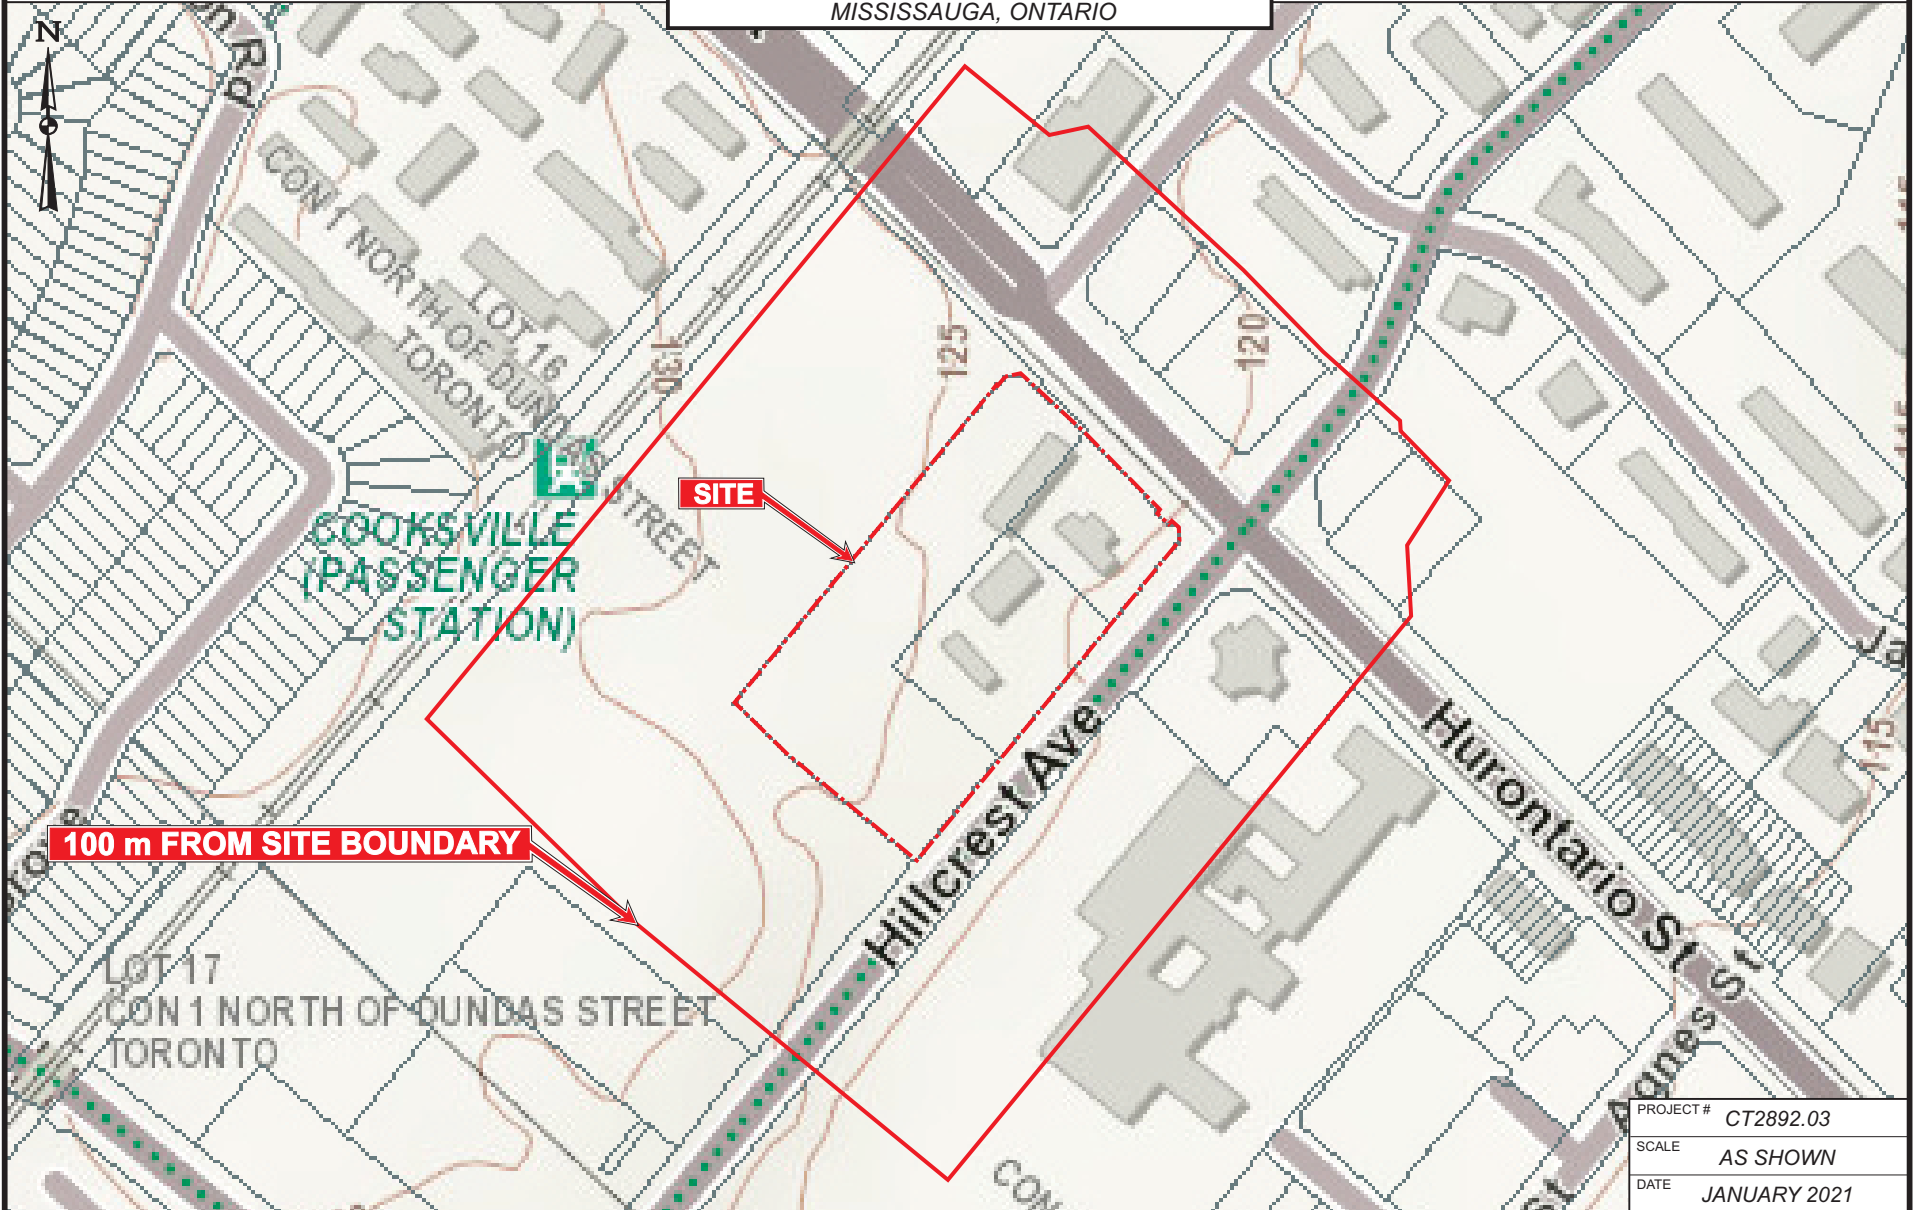 MISSISSAUGA, ONTARIO
N
CON 1 NORTH OF DUNDAS STREET
LOT 16
TORONTO
130
125
120
115
SITE
COOKSVILLE
(PASSENGER
STATION)
100 m FROM SITE BOUNDARY
Hillcrest Ave
Hurontario St
Agnes St
LOT 17
CON 1 NORTH OF DUNDAS STREET
TORONTO
CON
Ja
PROJECT # CT2892.03
SCALE AS SHOWN
DATE JANUARY 2021